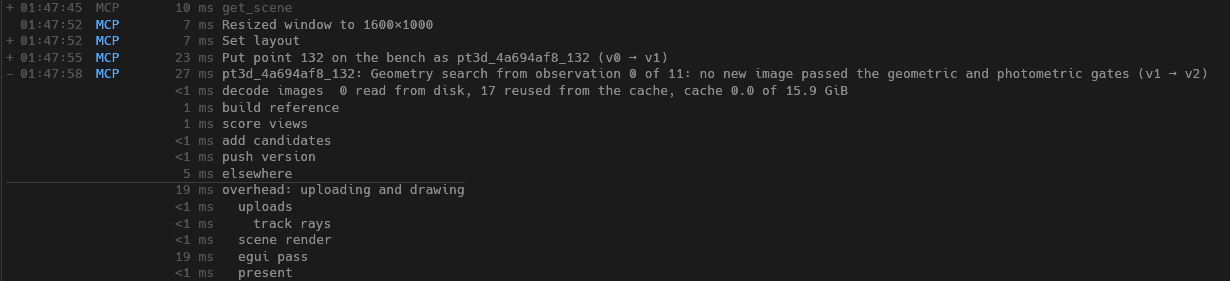 + 01:47:45 MCP 10 ms get_scene
01:47:52 MCP 7 ms Resized window to 1600×1000
+ 01:47:52 MCP 7 ms Set layout
+ 01:47:55 MCP 23 ms Put point 132 on the bench as pt3d_4a694af8_132 (v0 → v1)
– 01:47:58 MCP 27 ms pt3d_4a694af8_132: Geometry search from observation 0 of 11: no new image passed the geometric and photometric gates (v1 → v2)
<1 ms decode images 0 read from disk, 17 reused from the cache, cache 0.0 of 15.9 GiB
1 ms build reference
1 ms score views
<1 ms add candidates
<1 ms push version
5 ms elsewhere
19 ms overhead: uploading and drawing
<1 ms uploads
<1 ms track rays
<1 ms scene render
19 ms egui pass
<1 ms present